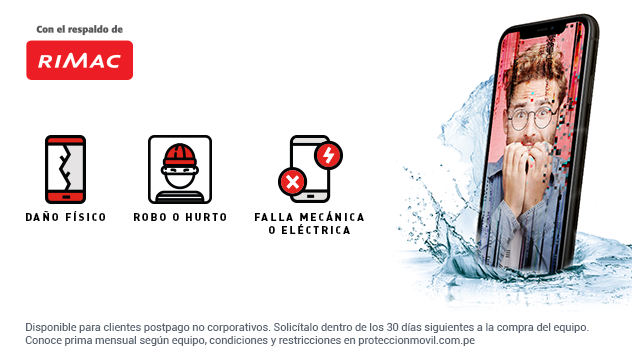 Con el respaldo de
RIMAC
DAÑO FÍSICO
ROBO O HURTO
FALLA MECÁNICA
O ELÉCTRICA
Disponible para clientes postpago no corporativos. Solicítalo dentro de los 30 días siguientes a la compra del equipo.
Conoce prima mensual según equipo, condiciones y restricciones en proteccionmovil.com.pe